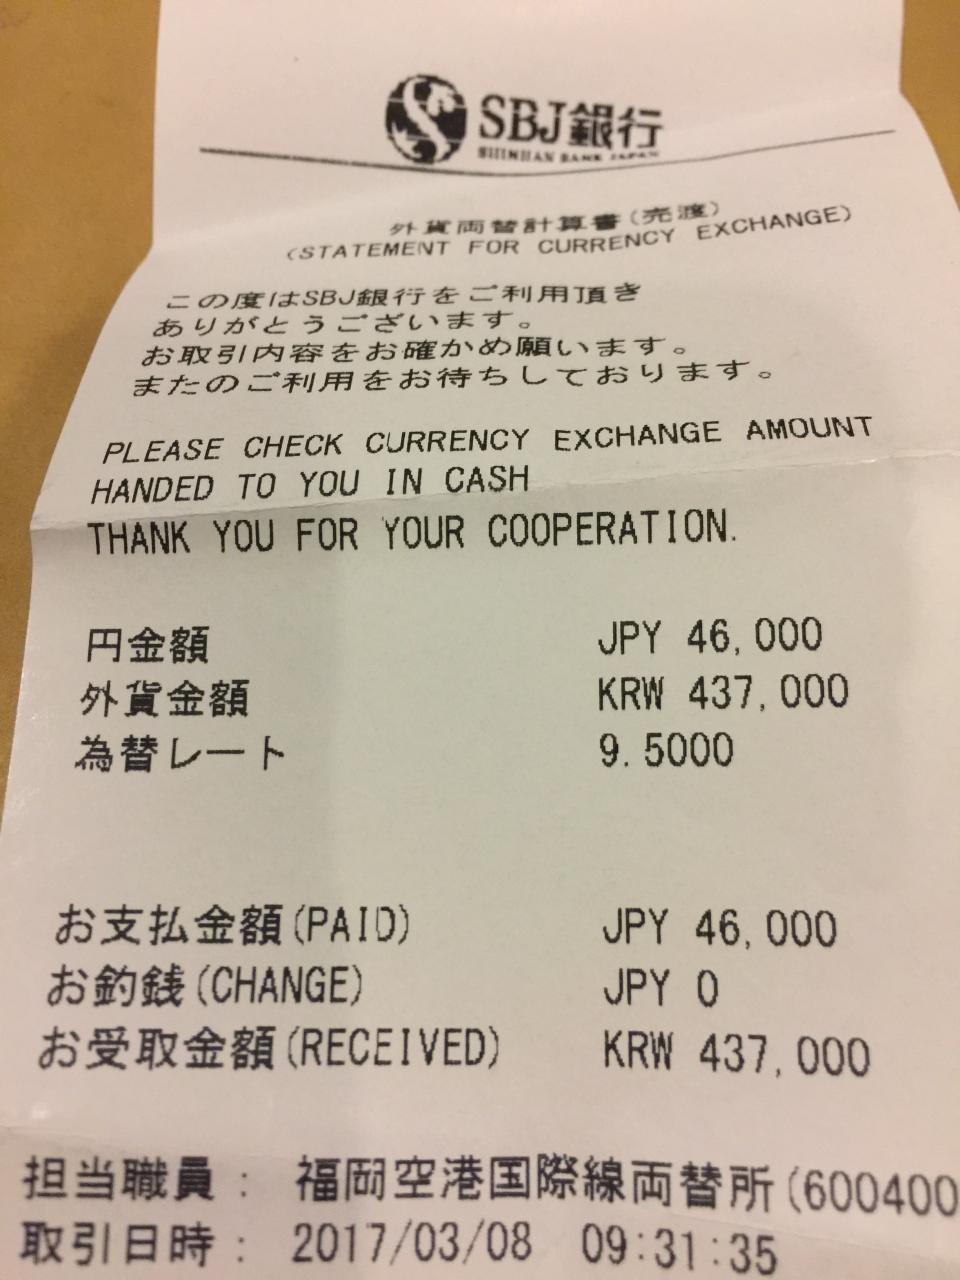 SBJ銀行
SHINHAN BANK JAPAN
外貨両替計算書(売渡)
(STATEMENT FOR CURRENCY EXCHANGE)
この度はSBJ銀行をご利用頂き
ありがとうございます。
お取引内容をお確かめ願います。
またのご利用をお待ちしております。
PLEASE CHECK CURRENCY EXCHANGE AMOUNT
HANDED TO YOU IN CASH
THANK YOU FOR YOUR COOPERATION.
円金額 JPY 46,000
外貨金額 KRW 437,000
為替レート 9.5000
お支払金額(PAID) JPY 46,000
お釣銭(CHANGE) JPY 0
お受取金額(RECEIVED) KRW 437,000
担当職員: 福岡空港国際線両替所(600400
取引日時: 2017/03/08 09:31:35